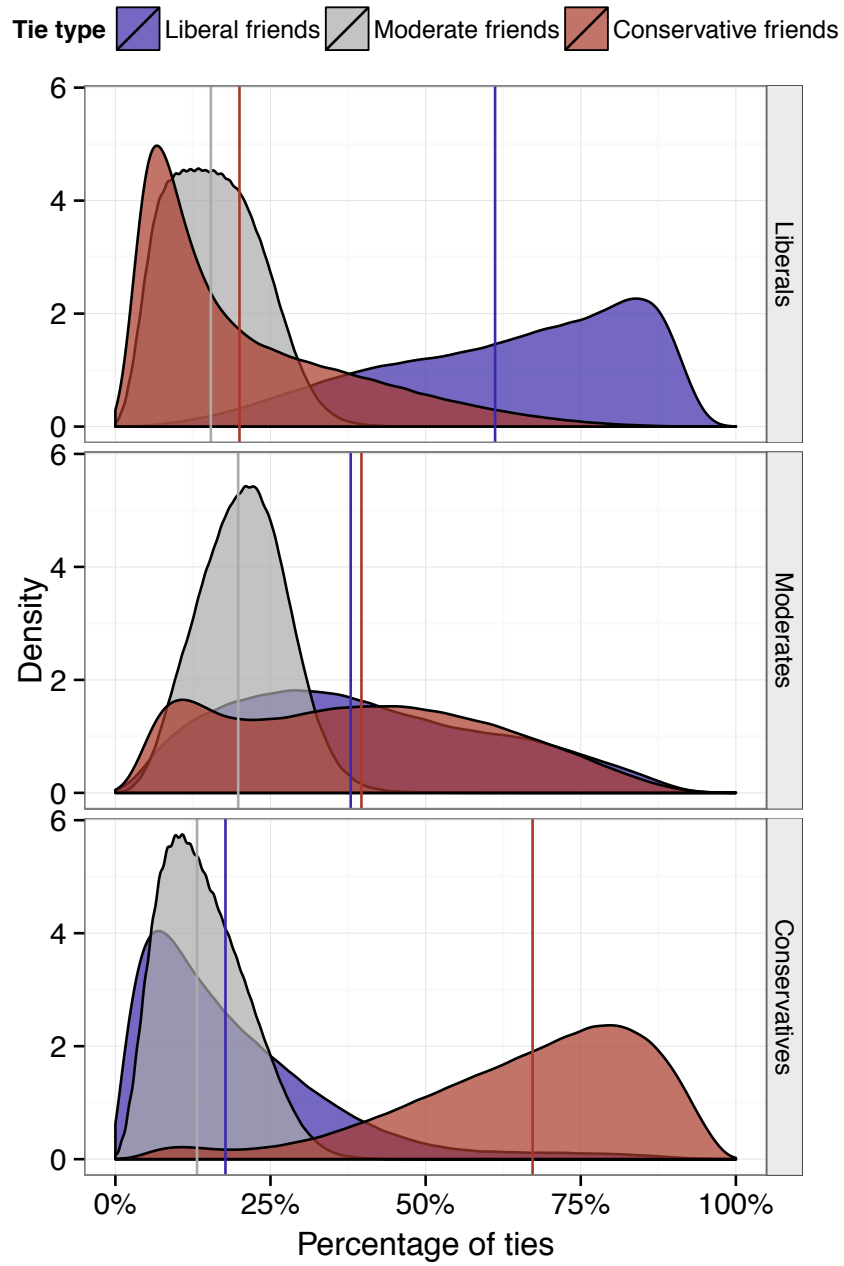 Tie type Liberal friends Moderate friends Conservative friends
6
4
2
0
Liberals
6
4
2
0
Moderates
Density
6
4
2
0
Conservatives
0% 25% 50% 75% 100%
Percentage of ties